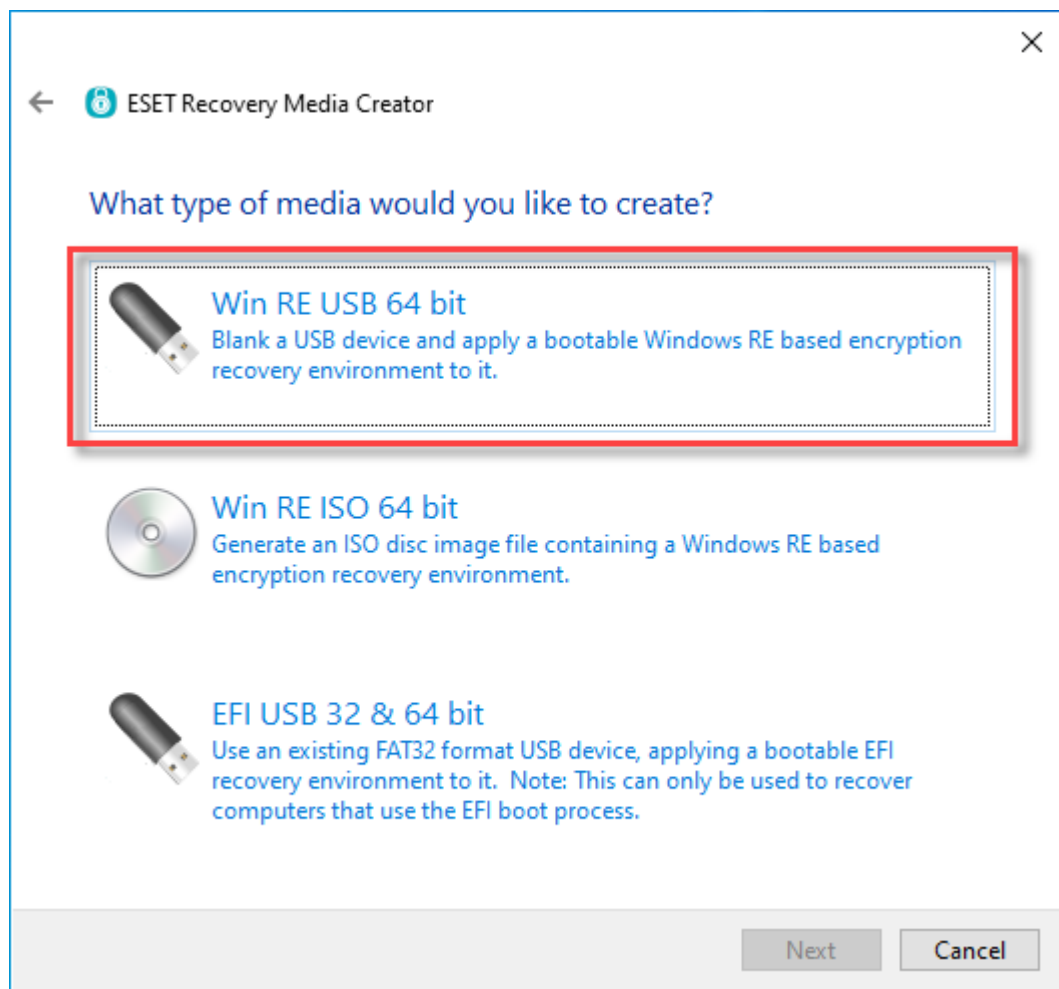 ESET Recovery Media Creator
What type of media would you like to create?
Win RE USB 64 bit
Blank a USB device and apply a bootable Windows RE based encryption
recovery environment to it.
Win RE ISO 64 bit
Generate an ISO disc image file containing a Windows RE based
encryption recovery environment.
EFI USB 32 & 64 bit
Use an existing FAT32 format USB device, applying a bootable EFI
recovery environment to it.  Note: This can only be used to recover
computers that use the EFI boot process.
Next
Cancel